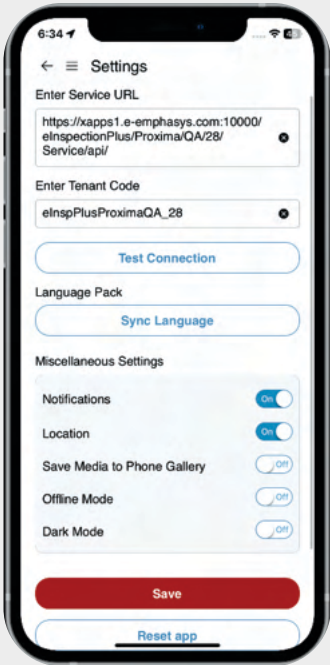 6:34
Settings
Enter Service URL
https://xapps1.e-emphasys.com:10000/
eInspectionPlus/Proxima/QA/28/
Service/api/
Enter Tenant Code
eInspPlusProximaQA_28
Test Connection
Language Pack
Sync Language
Miscellaneous Settings
Notifications On
Location On
Save Media to Phone Gallery Off
Offline Mode Off
Dark Mode Off
Save
Reset app